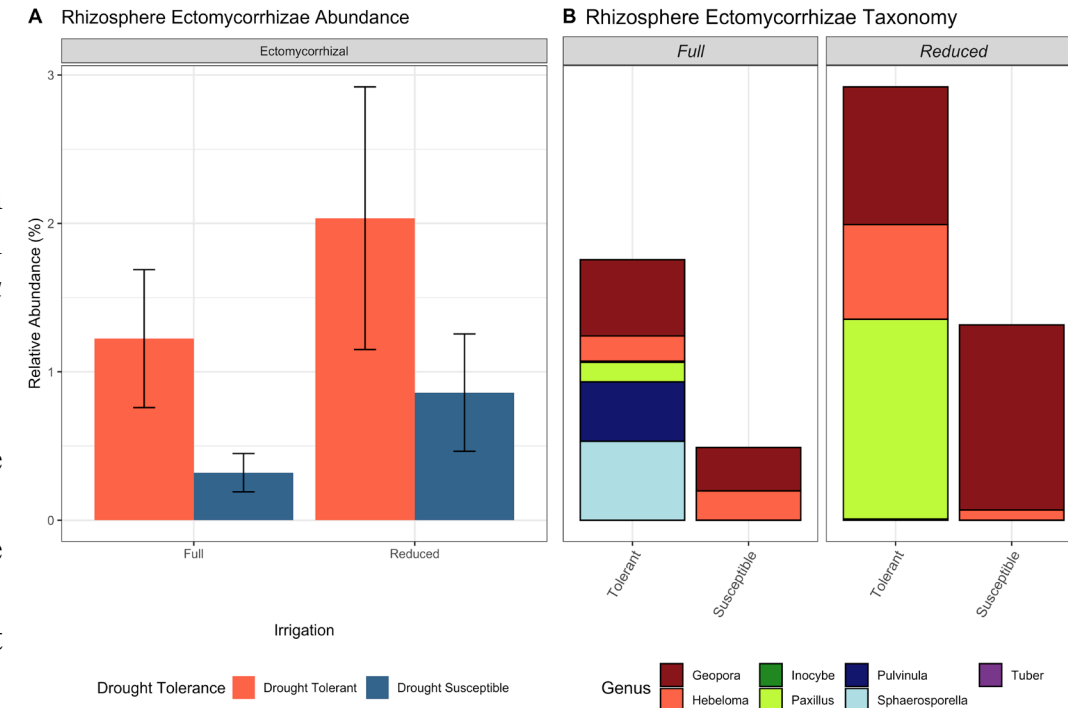 A Rhizosphere Ectomycorrhizae Abundance
Ectomycorrhizal
Relative Abundance (%)
3
2
1
0
Full Reduced
Irrigation
Drought Tolerance Drought Tolerant Drought Susceptible
B Rhizosphere Ectomycorrhizae Taxonomy
Full Reduced
Tolerant Susceptible Tolerant Susceptible
Genus
Geopora Inocybe Pulvinula Tuber
Hebeloma Paxillus Sphaerosporella